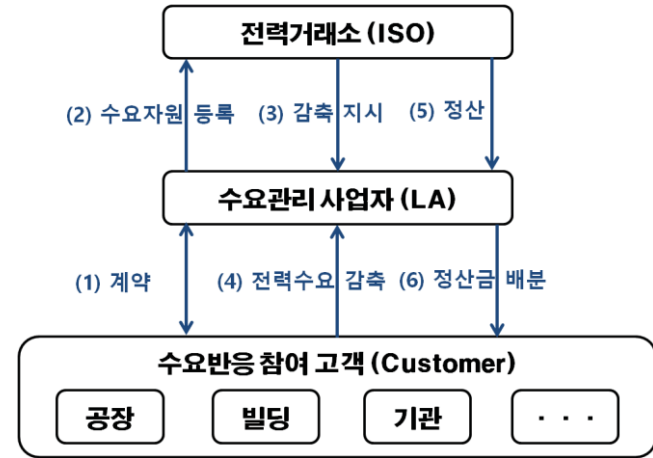 전력거래소 (ISO)
(2) 수요자원 등록 (3) 감축 지시 (5) 정산
수요관리 사업자 (LA)
(1) 계약 (4) 전력수요 감축 (6) 정산금 배분
수요반응 참여 고객 (Customer)
공장 빌딩 기관 · · ·